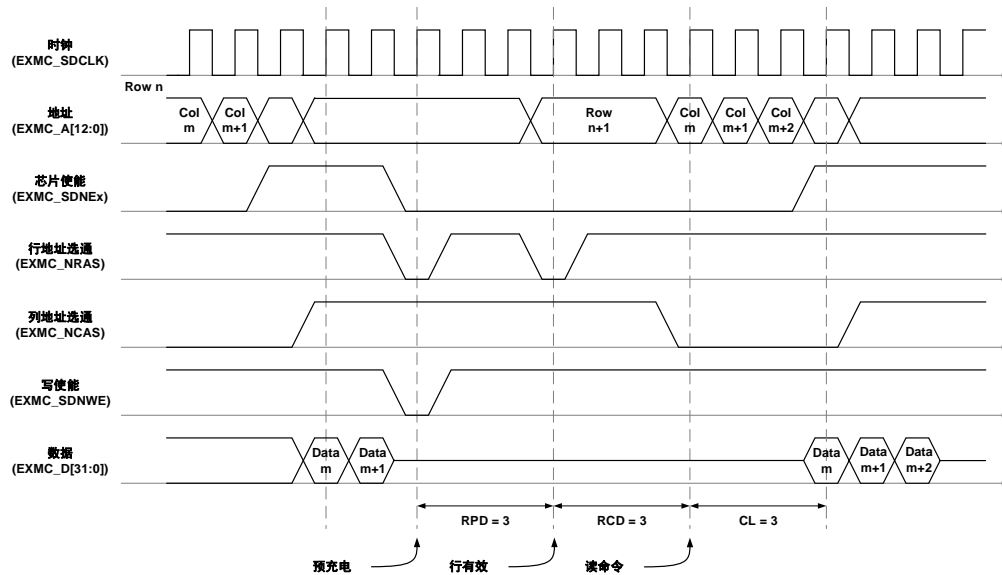 时钟
(EXMC_SDCLK)
Row n
地址
(EXMC_A[12:0])
Col
m
Col
m+1
Row
n+1
Col
m
Col
m+1
Col
m+2
芯片使能
(EXMC_SDNEx)
行地址选通
(EXMC_NRAS)
列地址选通
(EXMC_NCAS)
写使能
(EXMC_SDNWE)
数据
(EXMC_D[31:0])
Data
m
Data
m+1
Data
m
Data
m+1
Data
m+2
RPD = 3
RCD = 3
CL = 3
预充电
行有效
读命令